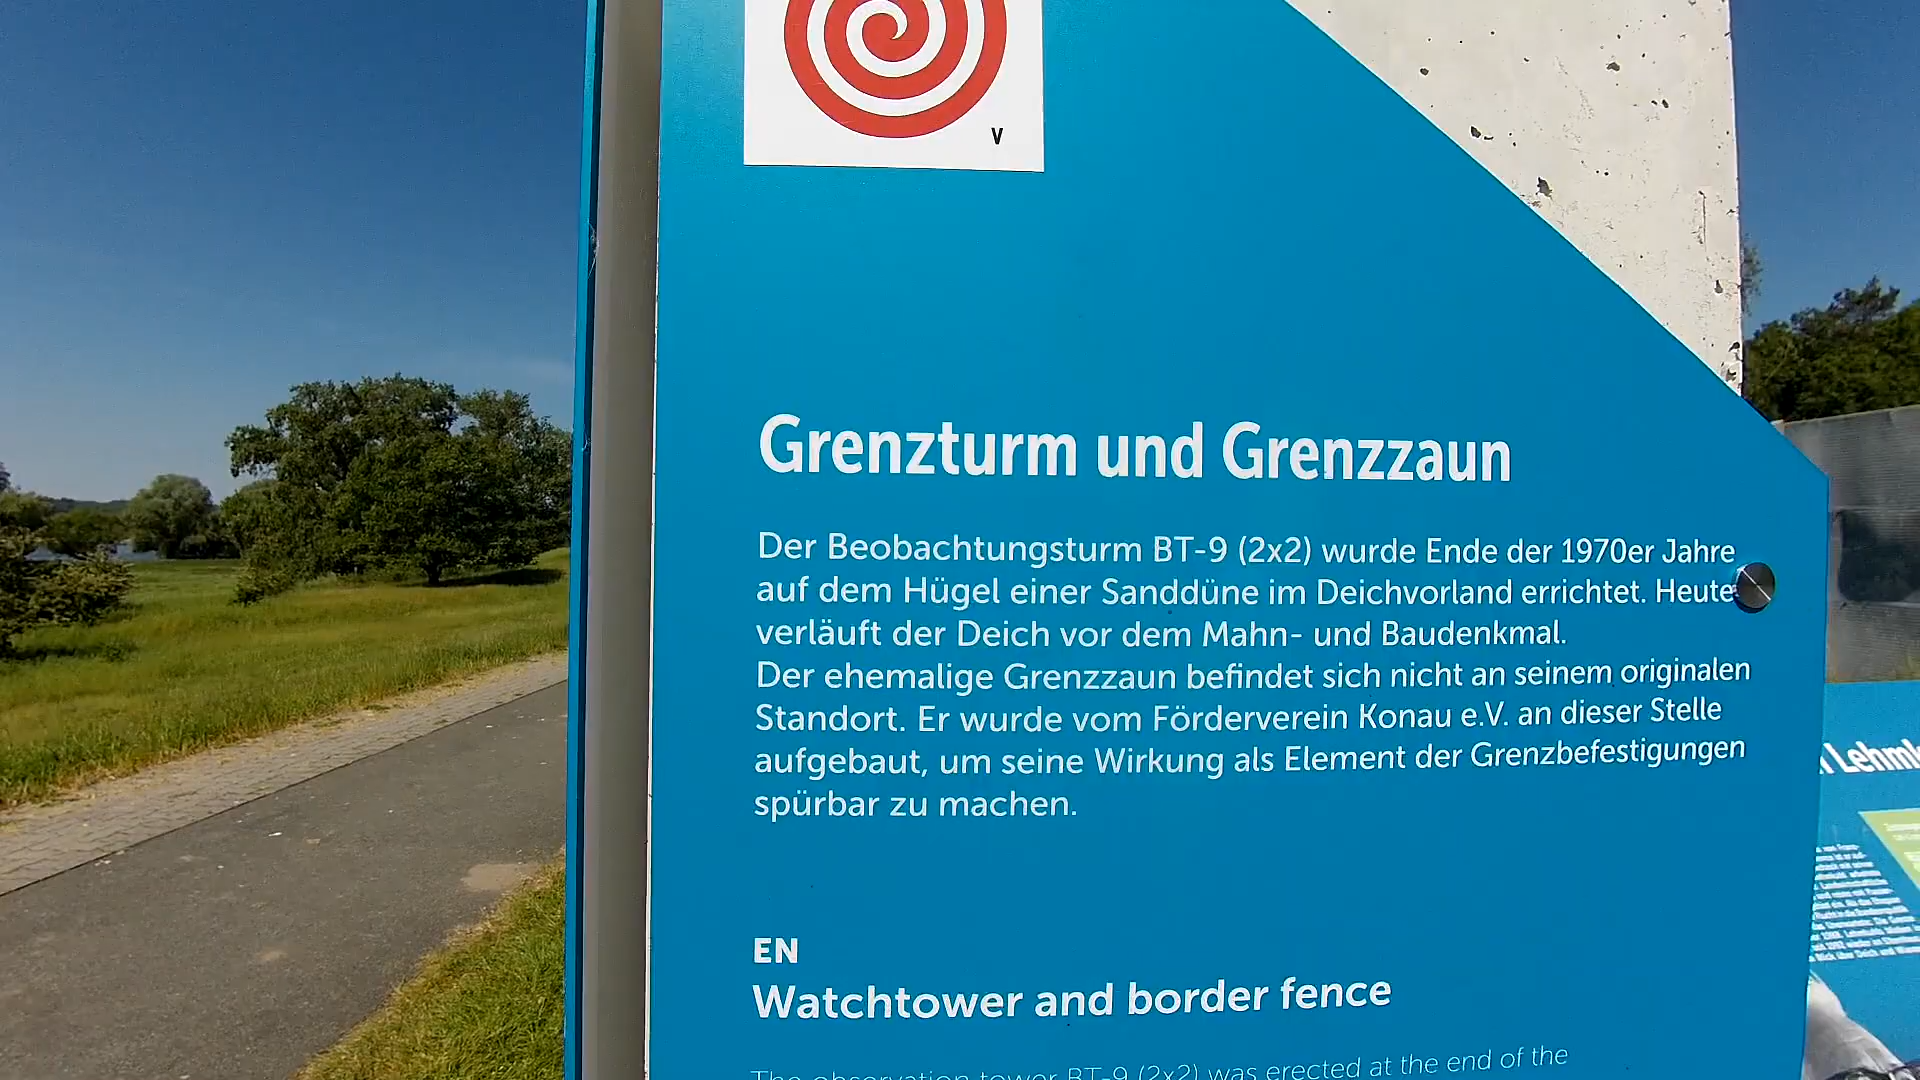 V
Grenzturm und Grenzzaun
Der Beobachtungsturm BT-9 (2x2) wurde Ende der 1970er Jahre
auf dem Hügel einer Sanddüne im Deichvorland errichtet. Heute
verläuft der Deich vor dem Mahn- und Baudenkmal.
Der ehemalige Grenzzaun befindet sich nicht an seinem originalen
Standort. Er wurde vom Förderverein Konau e.V. an dieser Stelle
aufgebaut, um seine Wirkung als Element der Grenzbefestigungen
spürbar zu machen.
EN
Watchtower and border fence
The observation tower BT-9 (2x2) was erected at the end of the